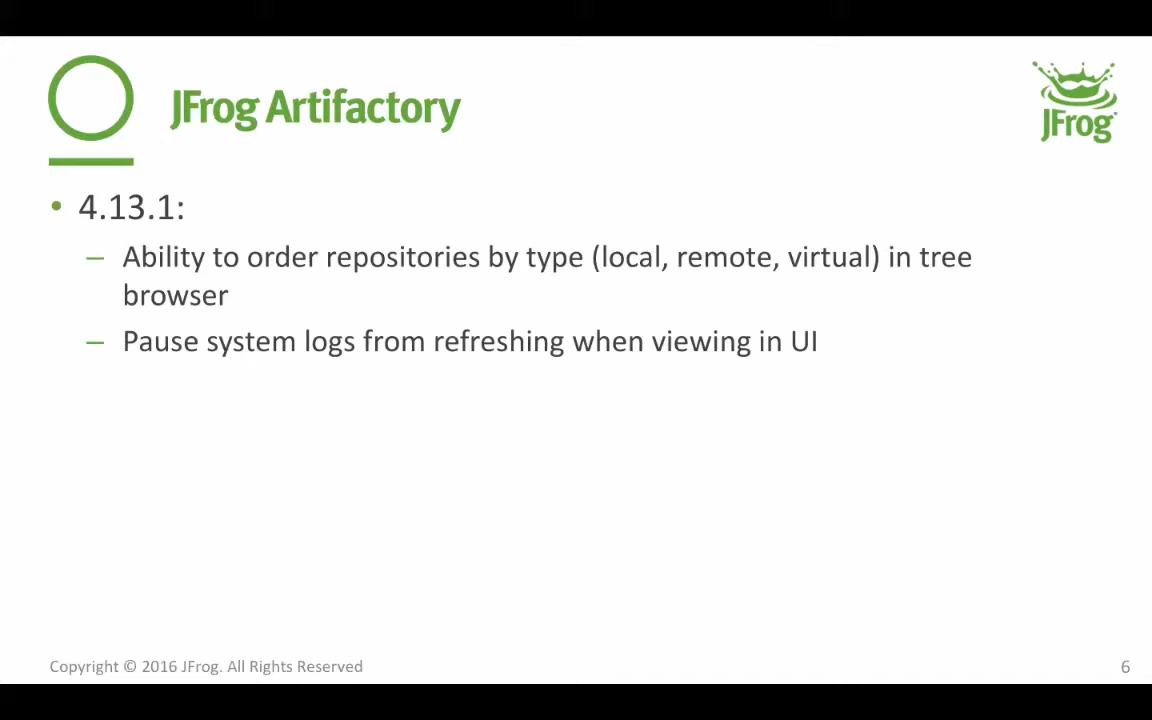 JFrog Artifactory
JFrog
• 4.13.1:
– Ability to order repositories by type (local, remote, virtual) in tree
browser
– Pause system logs from refreshing when viewing in UI
Copyright © 2016 JFrog. All Rights Reserved
6